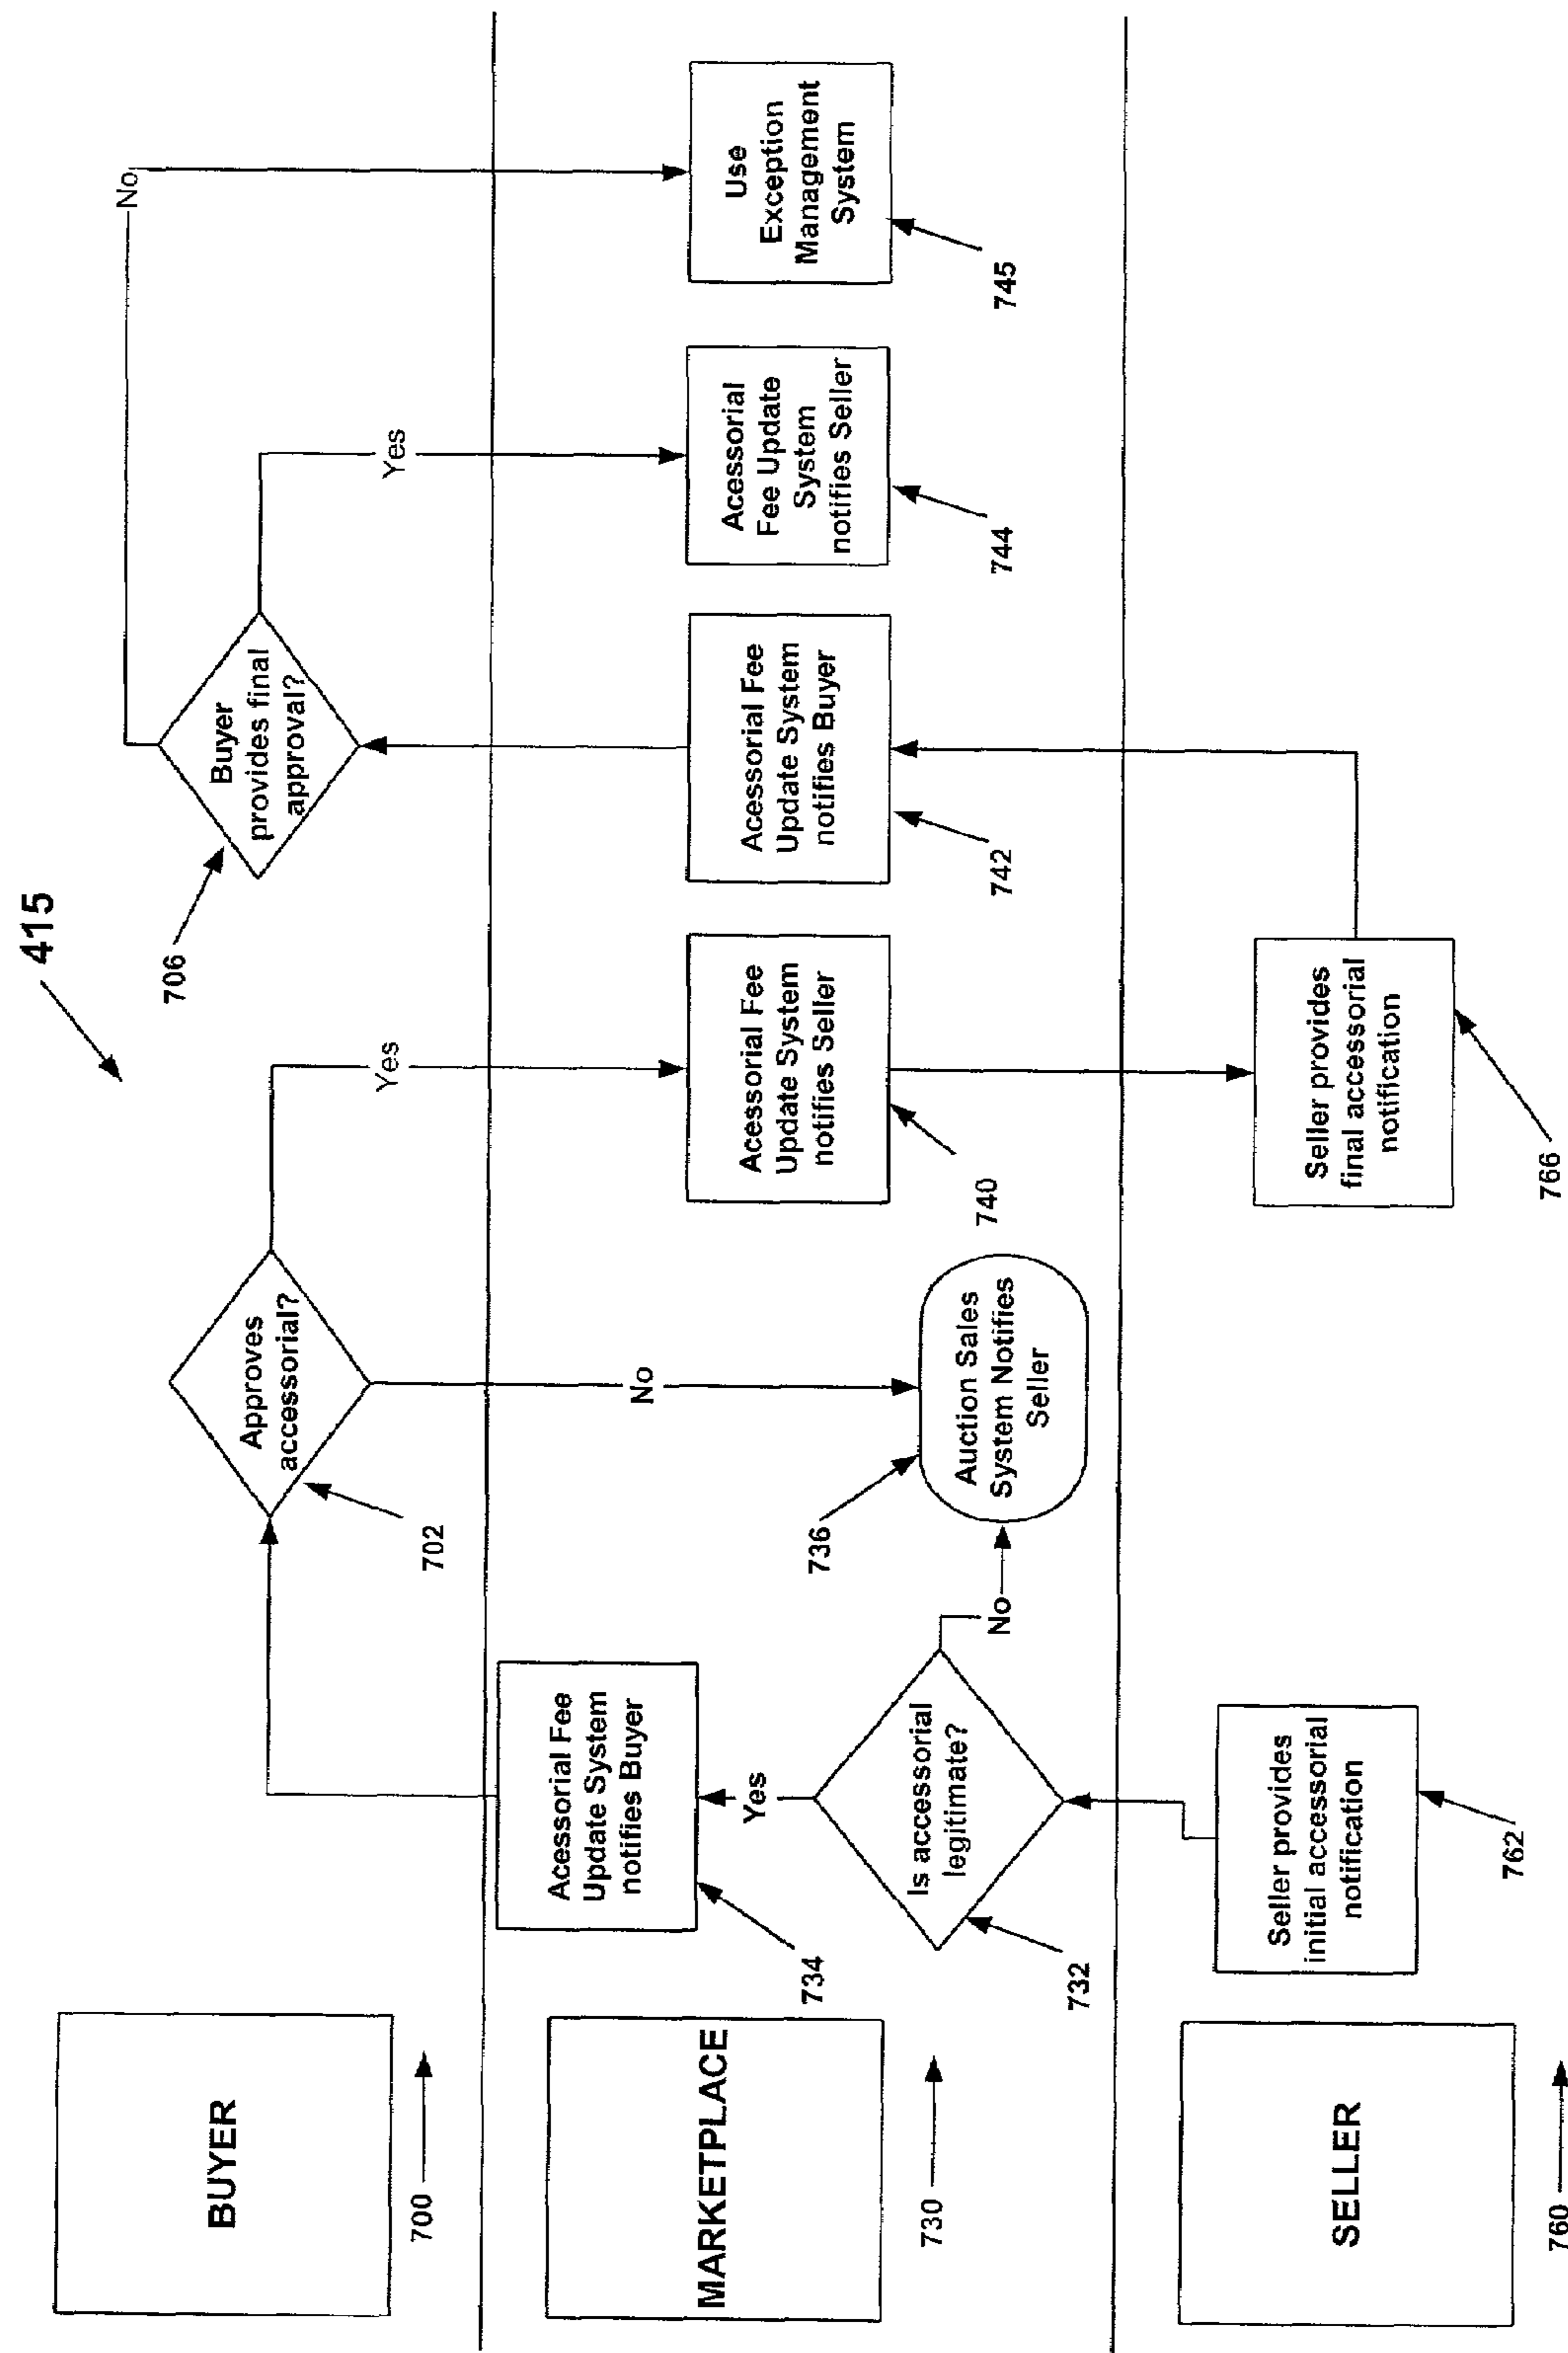 415
BUYER
700
Approves
accessorial?
702
Yes
No
Buyer
provides final
approval?
706
Yes
No
MARKETPLACE
730
Acessorial Fee
Update System
notifies Buyer
734
Yes
Is accessorial
legitimate?
732
No
Auction Sales
System Notifies
Seller
736
Acessorial Fee
Update System
notifies Seller
740
Acessorial Fee
Update System
notifies Buyer
742
Acessorial
Fee Update
System
notifies Seller
744
Use
Exception
Management
System
745
SELLER
760
Seller provides
initial accessorial
notification
762
Seller provides
final accessorial
notification
766